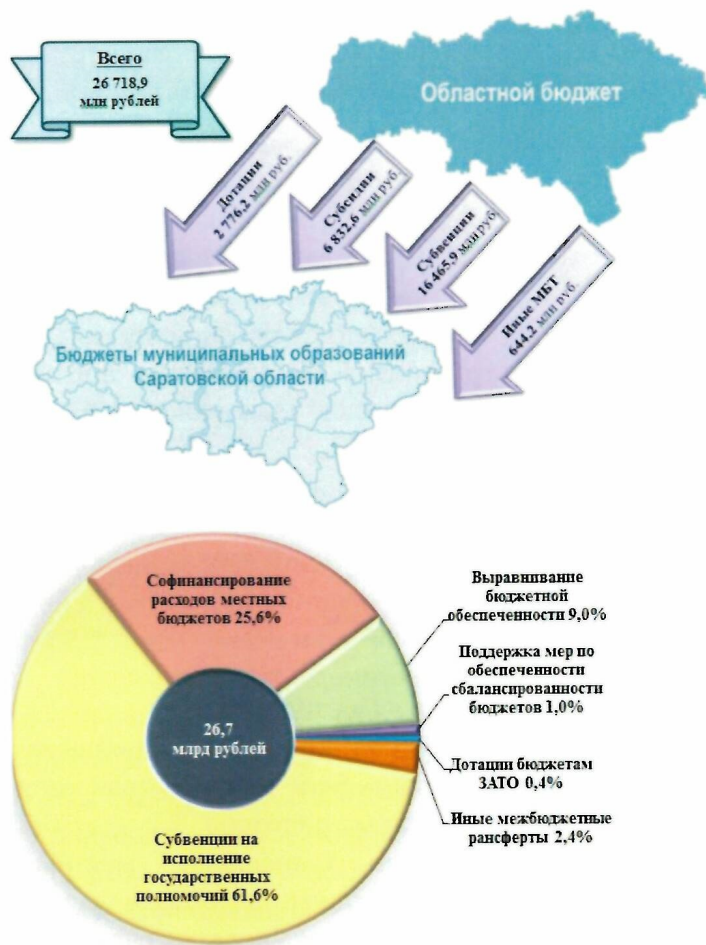 Всего
26 718,9
млн рублей
Областной бюджет
Дотации
2 776,2 млн руб.
Субсидии
6 832,6 млн руб.
Субвенции
16 465,9 млн руб.
Иные МБТ
644,2 млн руб.
Бюджеты муниципальных образований
Саратовской области
Софинансирование
расходов местных
бюджетов 25,6%
Выравнивание
бюджетной
обеспеченности 9,0%
Поддержка мер по
обеспеченности
сбалансированности
бюджетов 1,0%
26,7
млрд рублей
Дотации бюджетам
ЗАТО 0,4%
Иные межбюджетные
рансферты 2,4%
Субвенции на
исполнение
государственных
полномочий 61,6%